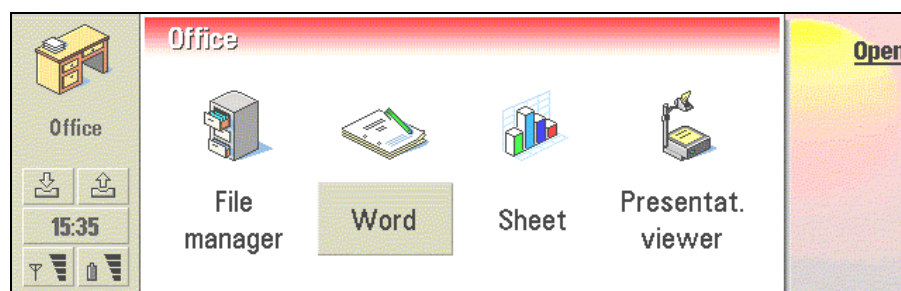 Office
Office
15:35
File
manager
Word
Sheet
Presentat.
viewer
Open